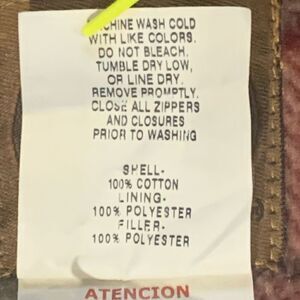 CHINE WASH COLD
WITH LIKE COLORS.
DO NOT BLEACH.
TUMBLE DRY LOW,
OR LINE DRY.
REMOVE PROMPTLY.
CLOSE ALL ZIPPERS
AND CLOSURES
PRIOR TO WASHING
SHELL-
100% COTTON
LINING-
100% POLYESTER
FILLER-
100% POLYESTER
ATENCION